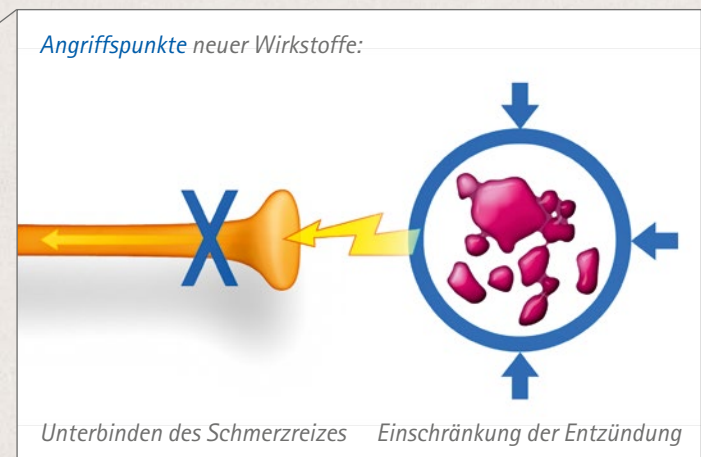 Angriffspunkte neuer Wirkstoffe:
X
Unterbinden des Schmerzreizes Einschränkung der Entzündung